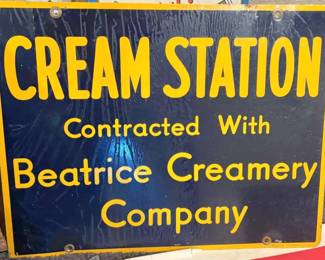 CREAM STATION
Contracted With
Beatrice Creamery
Company